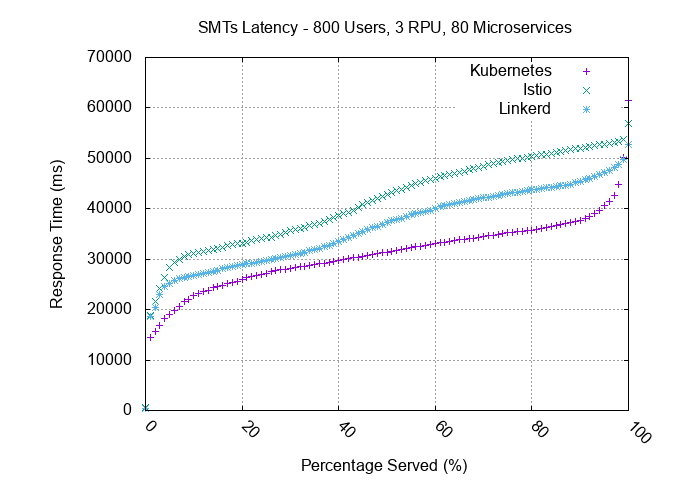 SMTs Latency - 800 Users, 3 RPU, 80 Microservices
70000
60000
50000
40000
30000
20000
10000
0
Response Time (ms)
Kubernetes
Istio
Linkerd
0 20 40 60 80 100
Percentage Served (%)